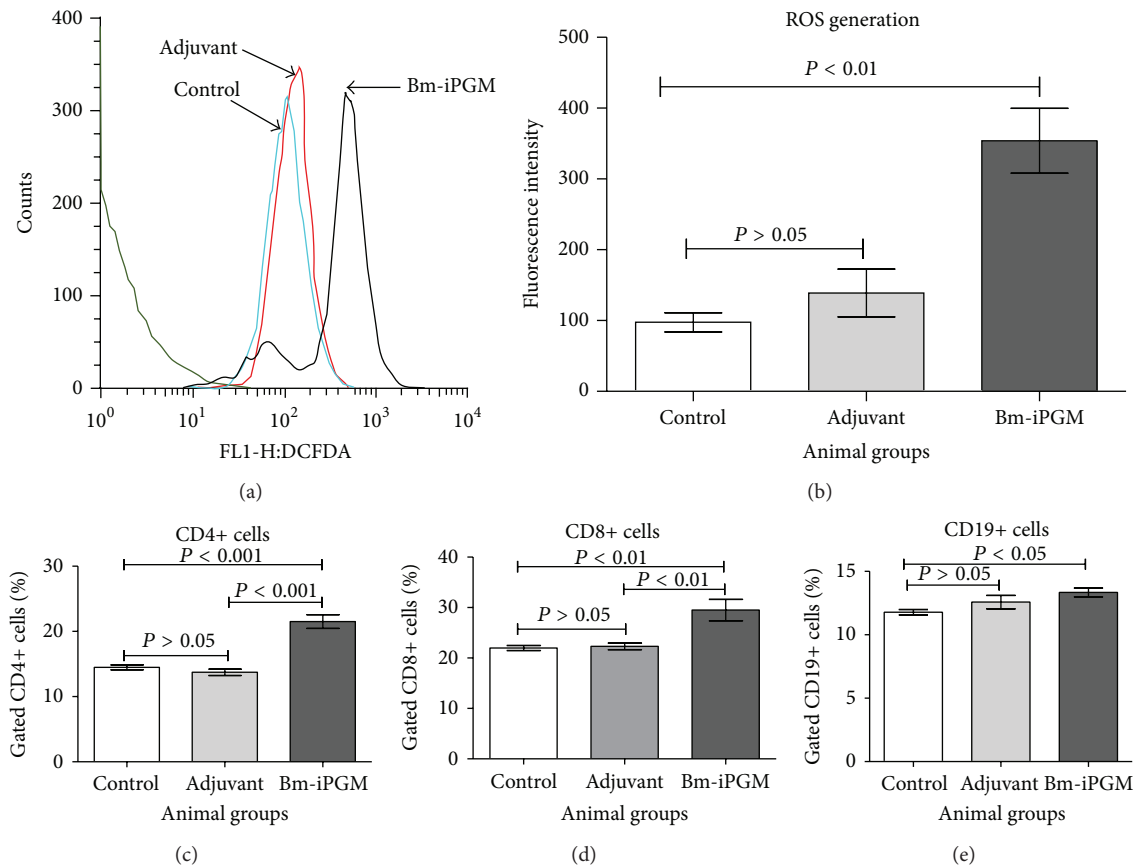 400
300
200
100
0
Counts
Adjuvant
Control
Bm-iPGM
10^0
10^1
10^2
10^3
10^4
FL1-H:DCFDA
(a)
ROS generation
500
400
300
200
100
0
Fluorescence intensity
P < 0.01
P > 0.05
Control
Adjuvant
Bm-iPGM
Animal groups
(b)
CD4+ cells
P < 0.001
P < 0.001
P > 0.05
30
20
10
0
Gated CD4+ cells (%)
Control
Adjuvant
Bm-iPGM
Animal groups
(c)
CD8+ cells
P < 0.01
P < 0.01
P > 0.05
40
30
20
10
0
Gated CD8+ cells (%)
Control
Adjuvant
Bm-iPGM
Animal groups
(d)
CD19+ cells
P < 0.05
P > 0.05
15
10
5
0
Gated CD19+ cells (%)
Control
Adjuvant
Bm-iPGM
Animal groups
(e)